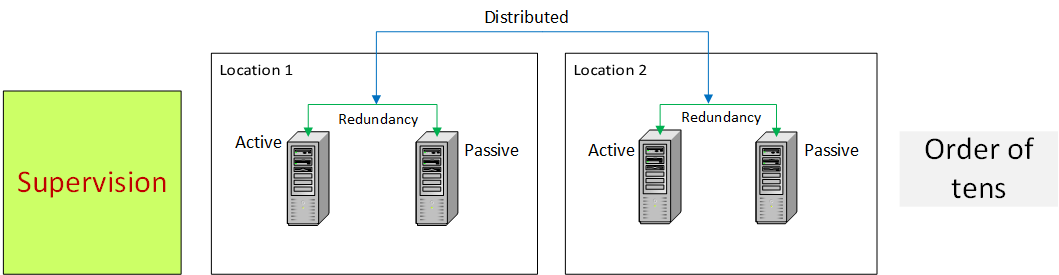 Distributed
Location 1
Location 2
Redundancy
Redundancy
Active
Passive
Active
Passive
Supervision
Order of
tens